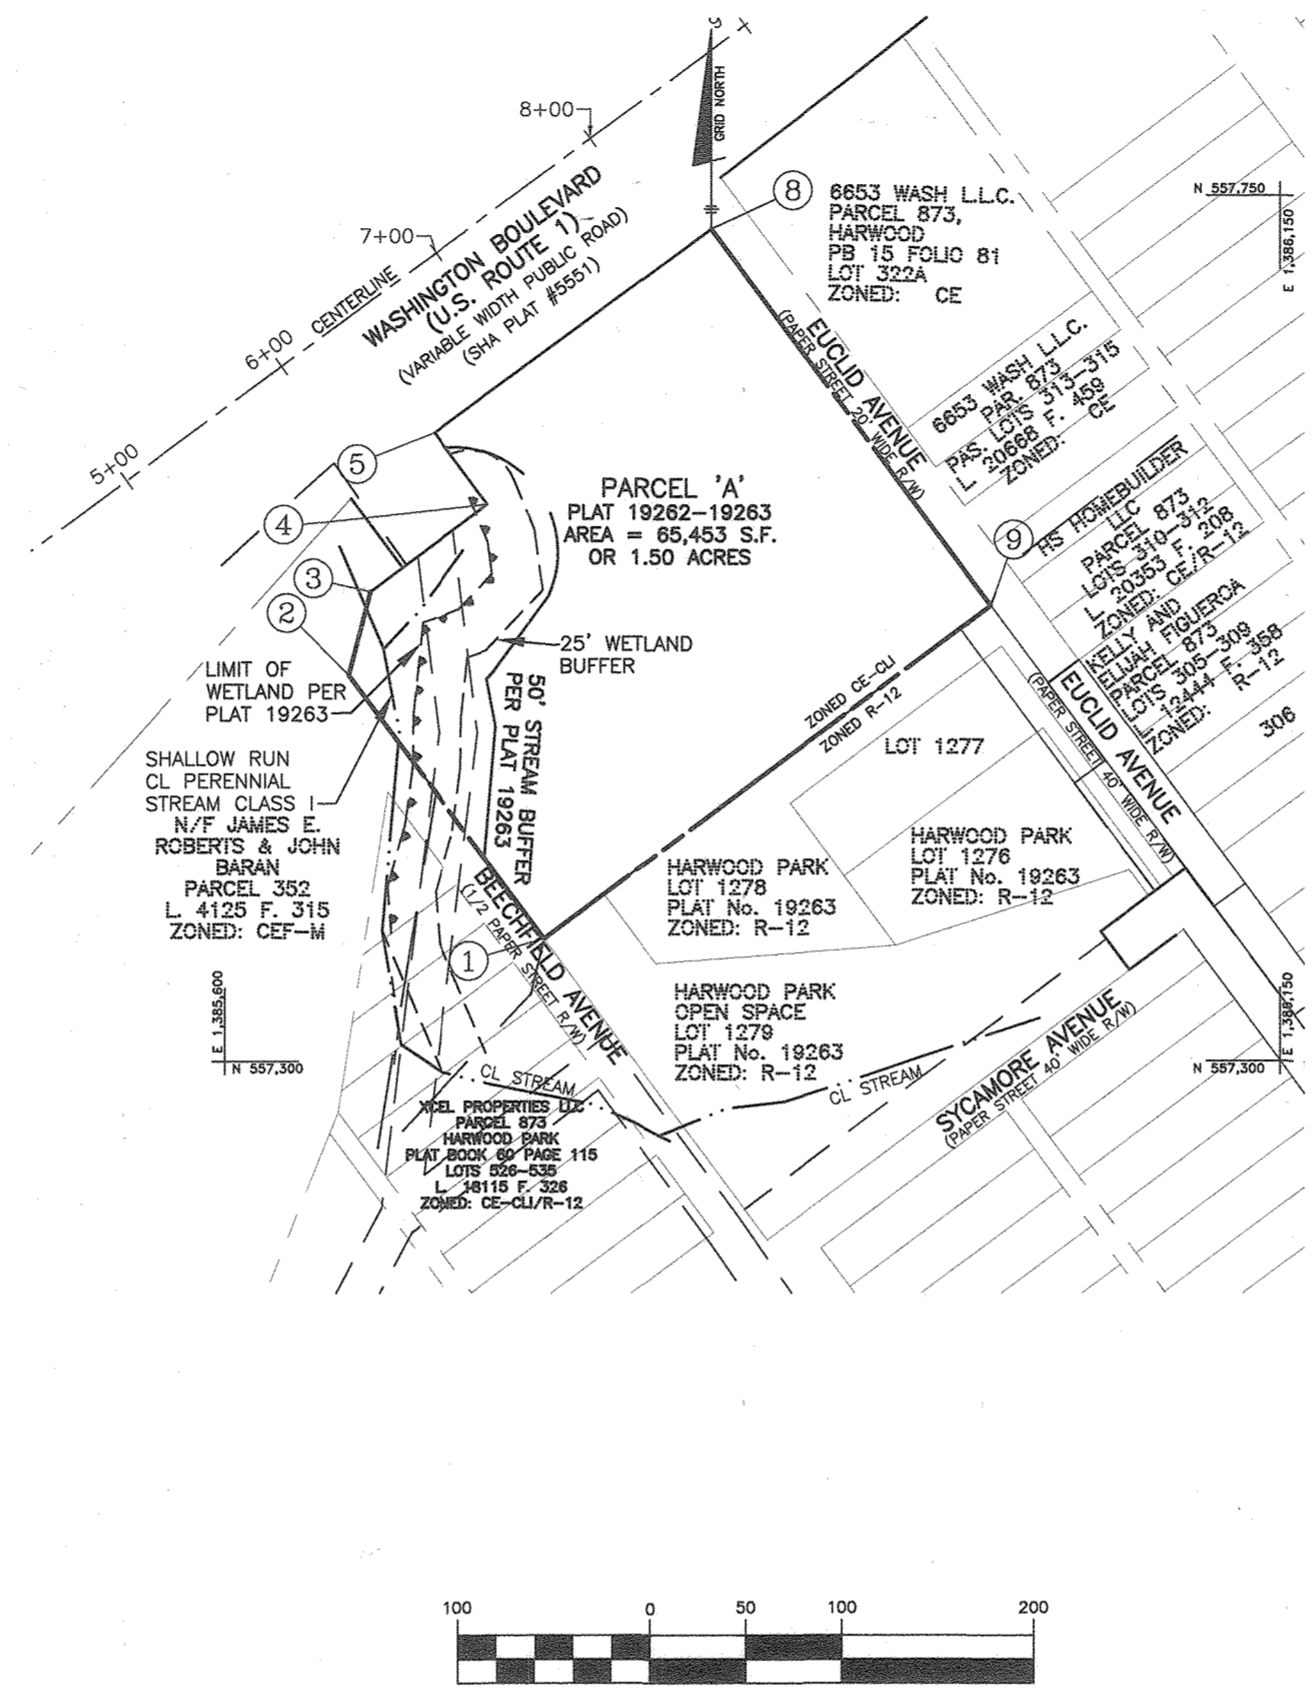 GRID NORTH
8+00
7+00
6+00
5+00
CENTERLINE
WASHINGTON BOULEVARD
(U.S. ROUTE 1)
(VARIABLE WIDTH PUBLIC ROAD)
(SHA PLAT #5551)
8
6653 WASH L.L.C.
PARCEL 873,
HARWOOD
PB 15 FOLIO 81
LOT 322A
ZONED: CE
N 557,750
E 1,386,150
EUCLID AVENUE
(PAPER STREET 20' WIDE R/W)
6653 WASH L.L.C.
PAR. 873
PAS. LOTS 313-315
L. 20668 F. 459
ZONED: CE
5
4
3
2
PARCEL 'A'
PLAT 19262-19263
AREA = 65,453 S.F.
OR 1.50 ACRES
9
HS HOMEBUILDER
LLC
PARCEL 873
LOTS 310-312
L. 20353 F. 208
ZONED: CE/R-12
KELLY AND
ELIJAH FIGUEROA
PARCEL 873
LOTS 305-309
L. 12444 F. 358
ZONED: R-12
306
25' WETLAND
BUFFER
LIMIT OF
WETLAND PER
PLAT 19263
50' STREAM BUFFER
PER PLAT 19263
ZONED CE-CLI
ZONED R-12
EUCLID AVENUE
(PAPER STREET 40' WIDE R/W)
LOT 1277
SHALLOW RUN
CL PERENNIAL
STREAM CLASS I
N/F JAMES E.
ROBERTS & JOHN
BARAN
PARCEL 352
L. 4125 F. 315
ZONED: CEF-M
HARWOOD PARK
LOT 1276
PLAT No. 19263
ZONED: R-12
HARWOOD PARK
LOT 1278
PLAT No. 19263
ZONED: R-12
1
BEECHFIELD AVENUE
(1/2 PAPER STREET R/W)
HARWOOD PARK
OPEN SPACE
LOT 1279
PLAT No. 19263
ZONED: R-12
E 1,385,600
N 557,300
SYCAMORE AVENUE
(PAPER STREET 40' WIDE R/W)
E 1,388,150
N 557,300
CL STREAM
CL STREAM
XCEL PROPERTIES LLC
PARCEL 873
HARWOOD PARK
PLAT BOOK 60 PAGE 115
LOTS 526-535
L. 16115 F. 326
ZONED: CE-CLI/R-12
100 0 50 100 200